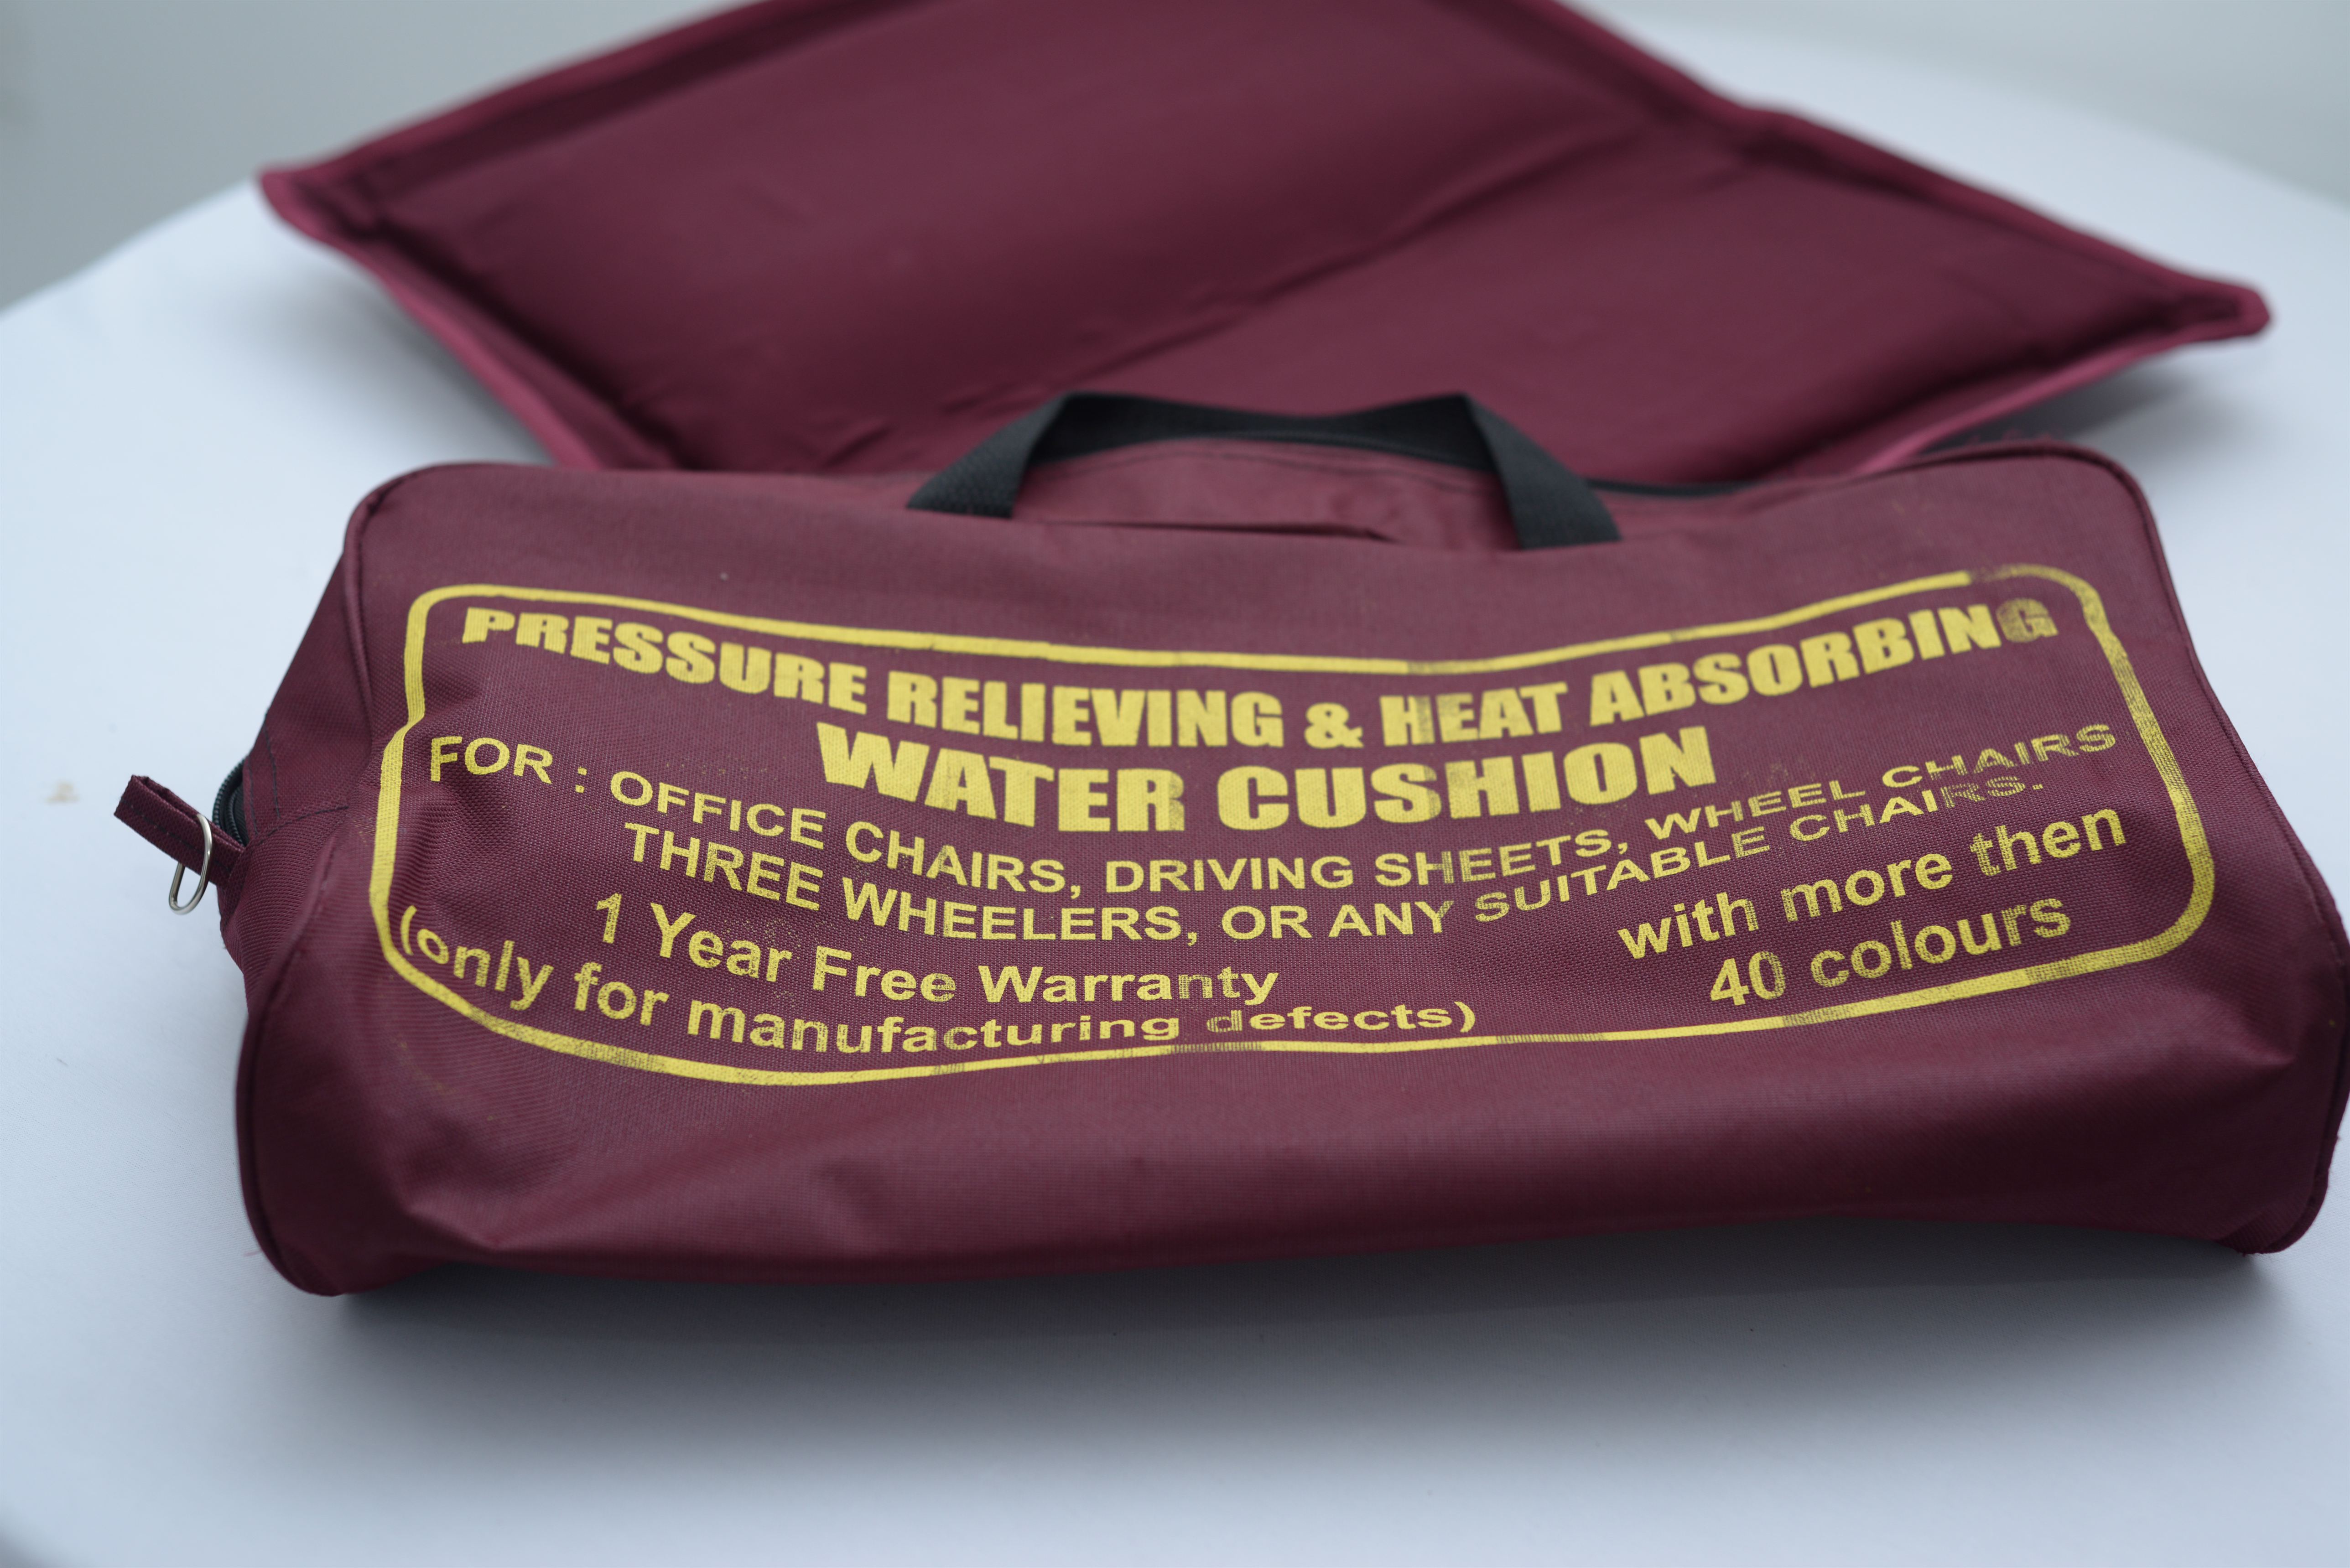 PRESSURE RELIEVING & HEAT ABSORBING
WATER CUSHION
FOR : OFFICE CHAIRS, DRIVING SHEETS, WHEEL CHAIRS
THREE WHEELERS, OR ANY SUITABLE CHAIRS.
1 Year Free Warranty
(only for manufacturing defects)
with more then
40 colours